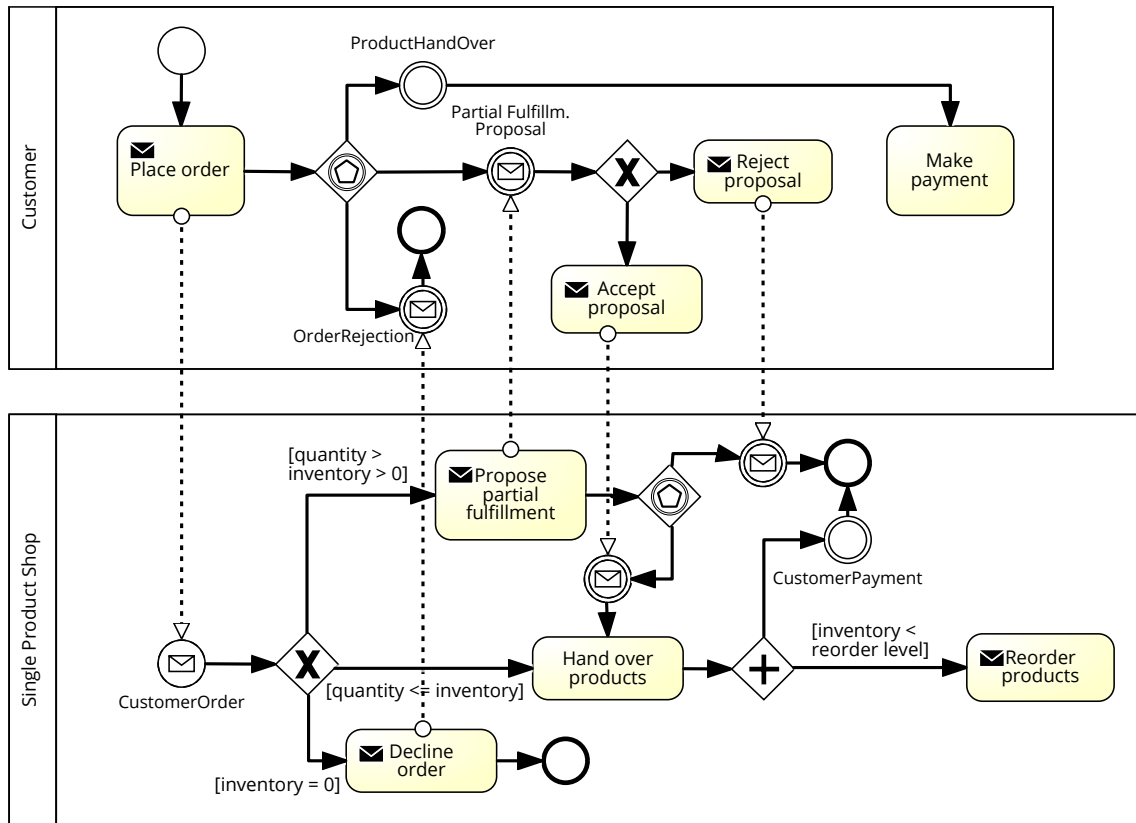 Customer
ProductHandOver
Partial Fulfillm.
Proposal
Place order
Reject
proposal
Make
payment
Accept
proposal
OrderRejection
Single Product Shop
[quantity >
inventory > 0]
Propose
partial
fulfillment
CustomerPayment
[inventory <
reorder level]
Hand over
products
Reorder
products
CustomerOrder
[quantity <= inventory]
Decline
order
[inventory = 0]